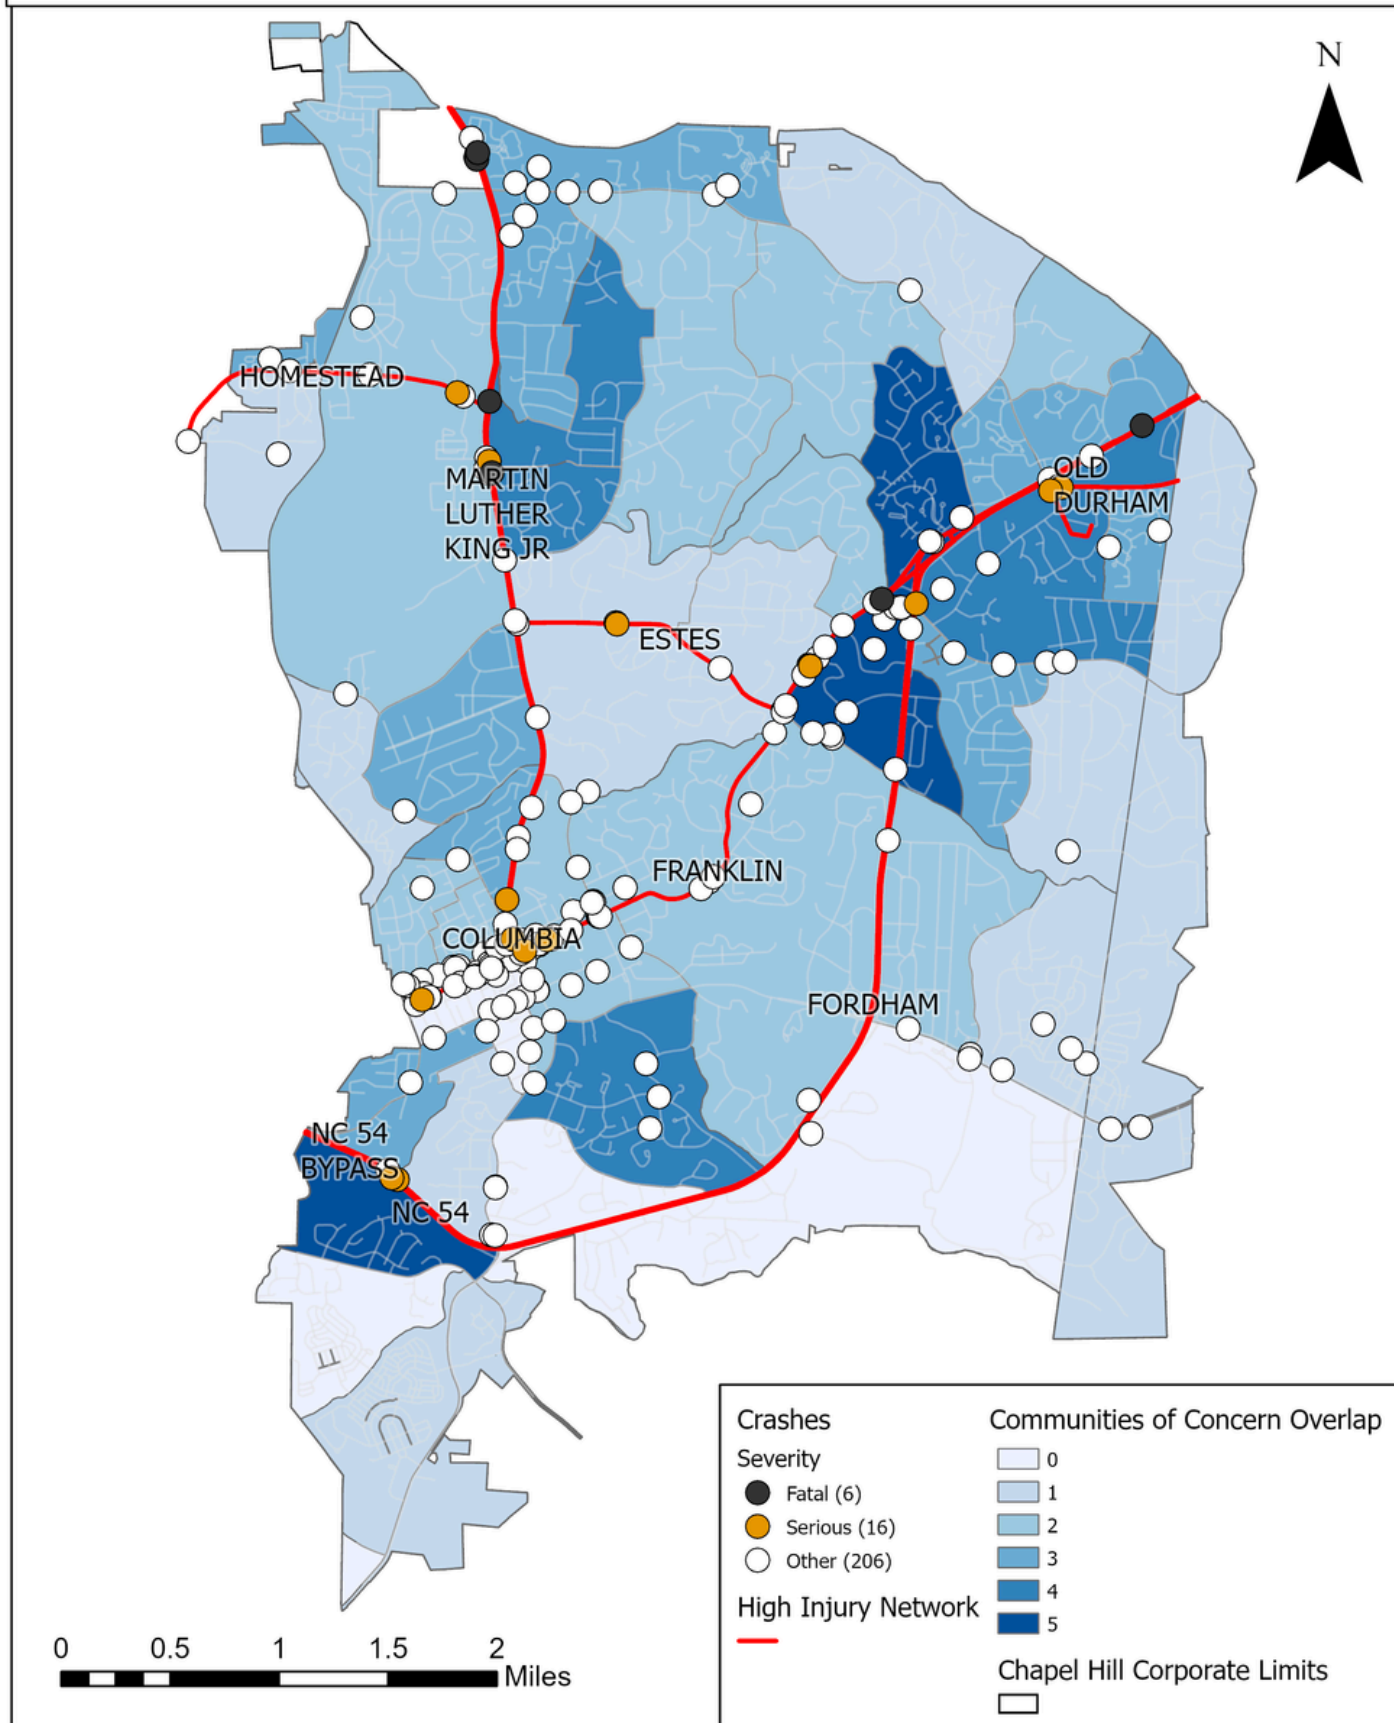 N
HOMESTEAD
MARTIN
LUTHER
KING JR
OLD
DURHAM
ESTES
FRANKLIN
COLUMBIA
FORDHAM
NC 54
BYPASS
NC 54
Crashes
Severity
Fatal (6)
Serious (16)
Other (206)
High Injury Network
Communities of Concern Overlap
0
1
2
3
4
5
Chapel Hill Corporate Limits
0 0.5 1 1.5 2
Miles